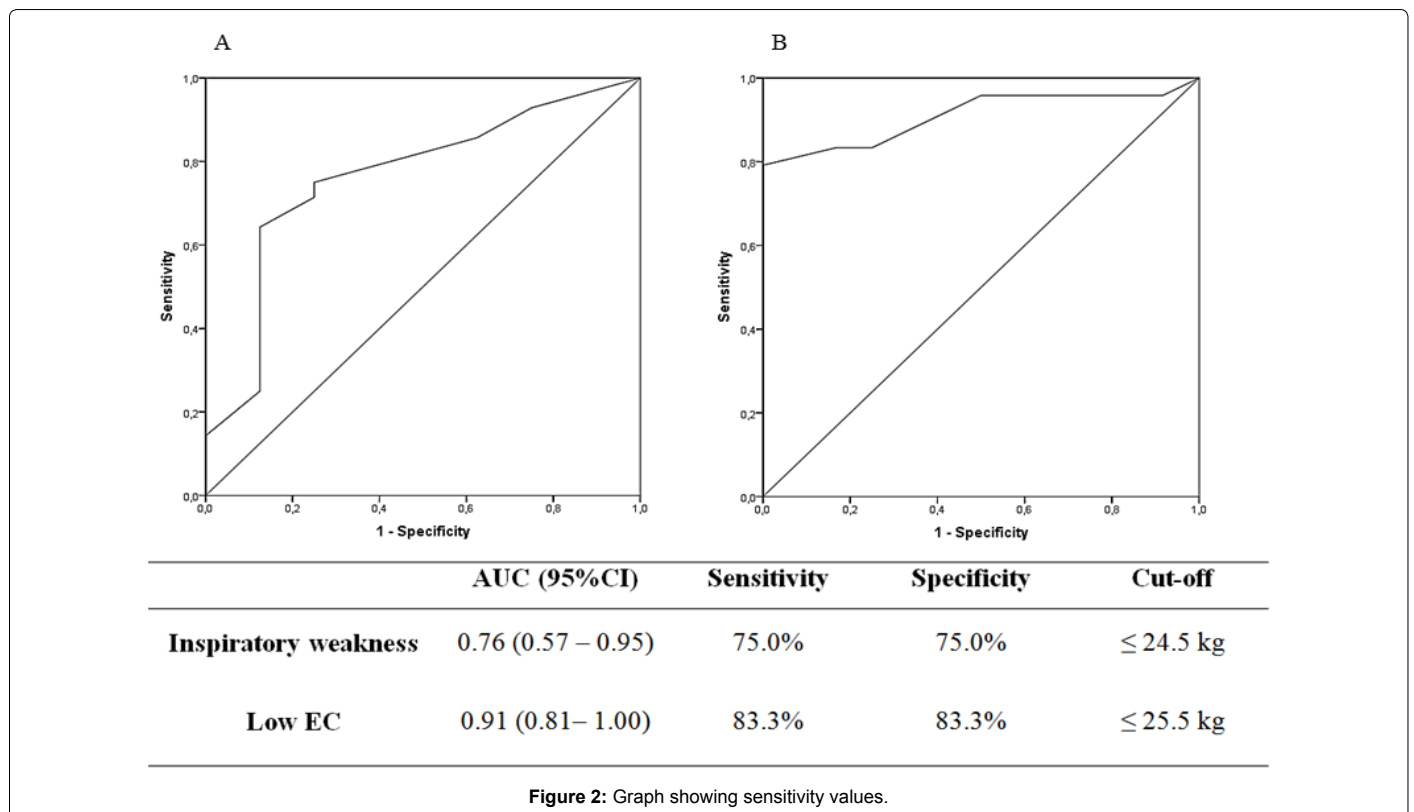 A
1,0
0,8
0,6
0,4
0,2
0,0
Sensitivity
0,0 0,2 0,4 0,6 0,8 1,0
1 - Specificity
B
1,0
0,8
0,6
0,4
0,2
0,0
Sensitivity
0,0 0,2 0,4 0,6 0,8 1,0
1 - Specificity
AUC (95%CI) Sensitivity Specificity Cut-off
Inspiratory weakness 0.76 (0.57 – 0.95) 75.0% 75.0% ≤ 24.5 kg
Low EC 0.91 (0.81– 1.00) 83.3% 83.3% ≤ 25.5 kg
Figure 2: Graph showing sensitivity values.